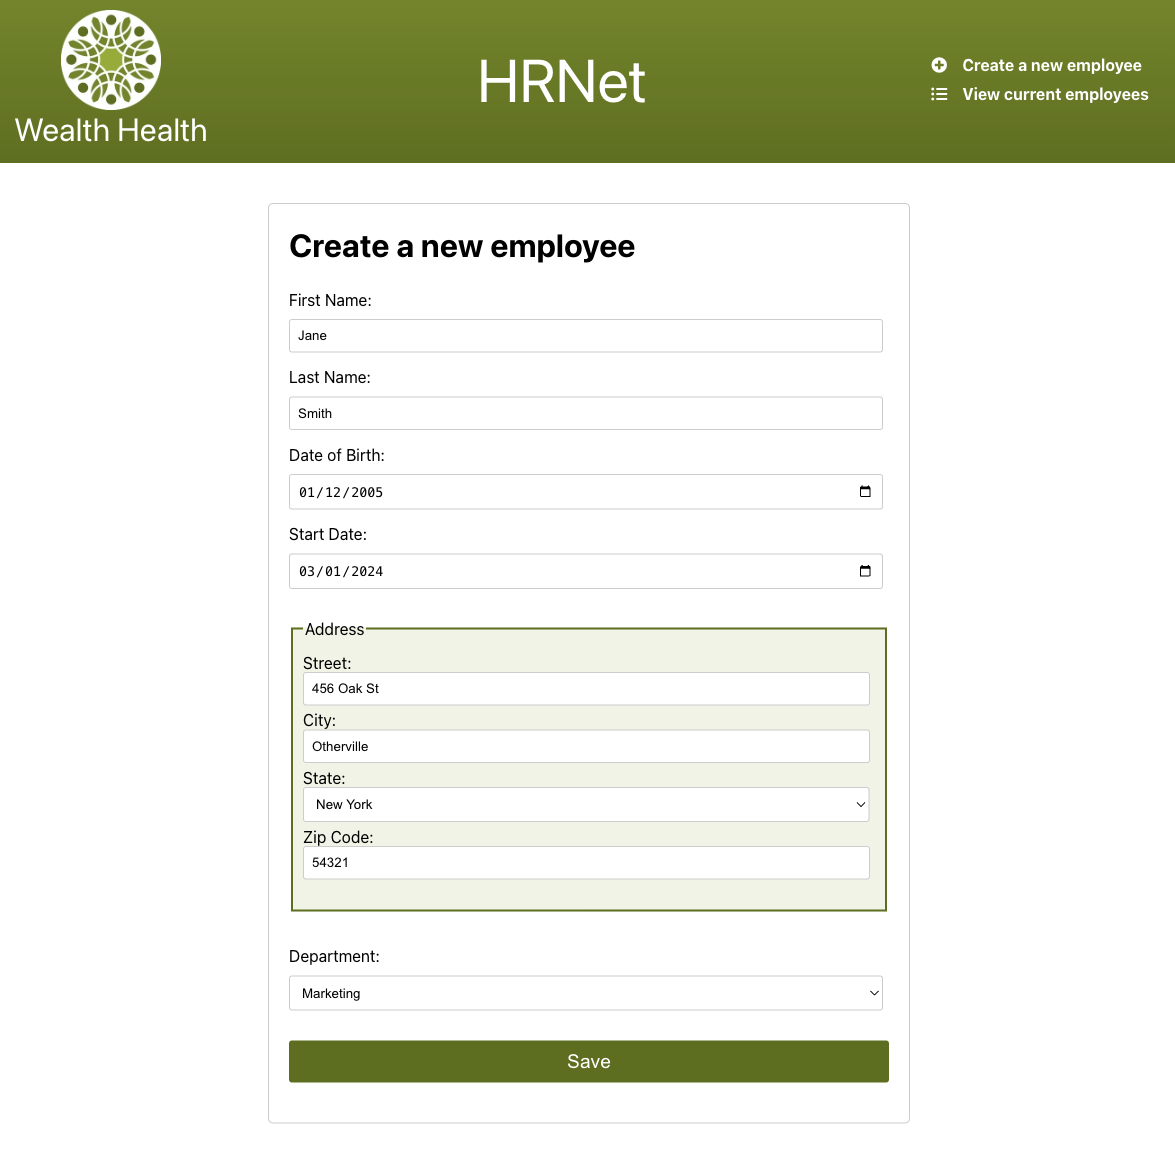 Wealth Health
HRNet
Create a new employee
View current employees
Create a new employee
First Name:
Jane
Last Name:
Smith
Date of Birth:
01/12/2005
Start Date:
03/01/2024
Address
Street:
456 Oak St
City:
Otherville
State:
New York
Zip Code:
54321
Department:
Marketing
Save